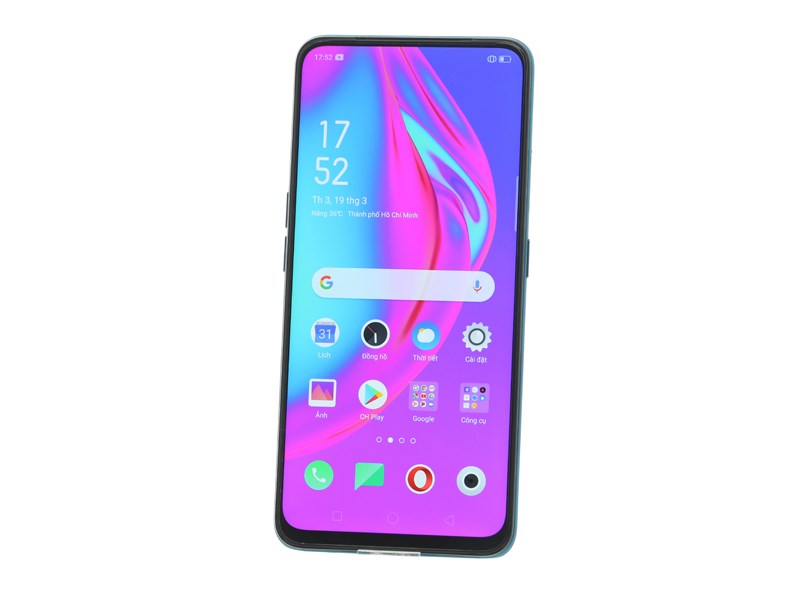 17:52
17
52
Th 3, 19 thg 3
Nắng 26°C Thành phố Hồ Chí Minh
G
31
Lịch Đồng hồ Thời tiết Cài đặt
Ảnh CH Play Google Công cụ